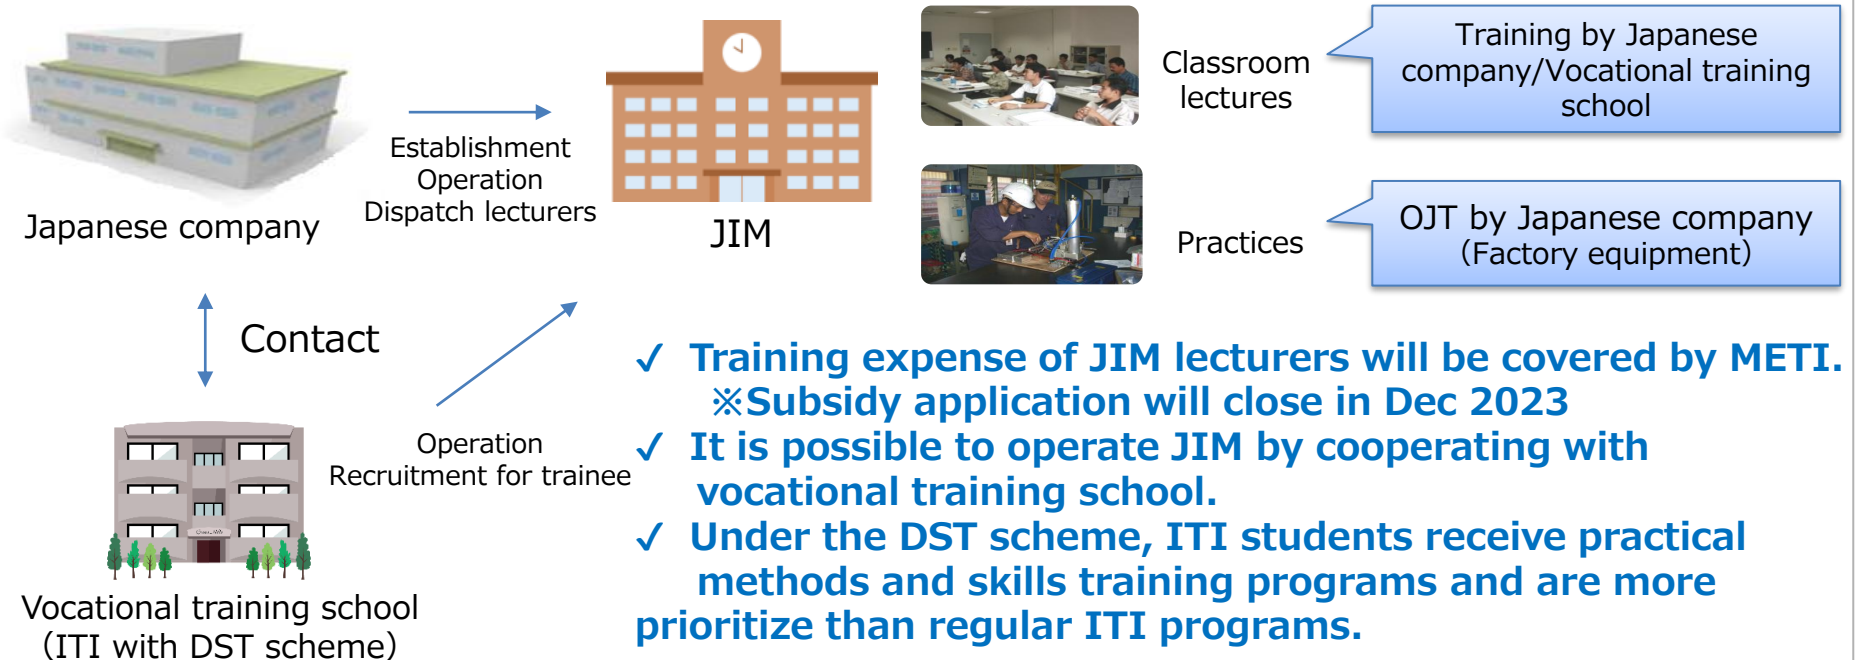 Japanese company
Establishment
Operation
Dispatch lecturers
JIM
Classroom
lectures
Training by Japanese
company/Vocational training
school
Practices
OJT by Japanese company
（Factory equipment）
Contact
Operation
Recruitment for trainee
Vocational training school
（ITI with DST scheme）
✓ Training expense of JIM lecturers will be covered by METI.
※Subsidy application will close in Dec 2023
✓ It is possible to operate JIM by cooperating with
vocational training school.
✓ Under the DST scheme, ITI students receive practical
methods and skills training programs and are more
prioritize than regular ITI programs.